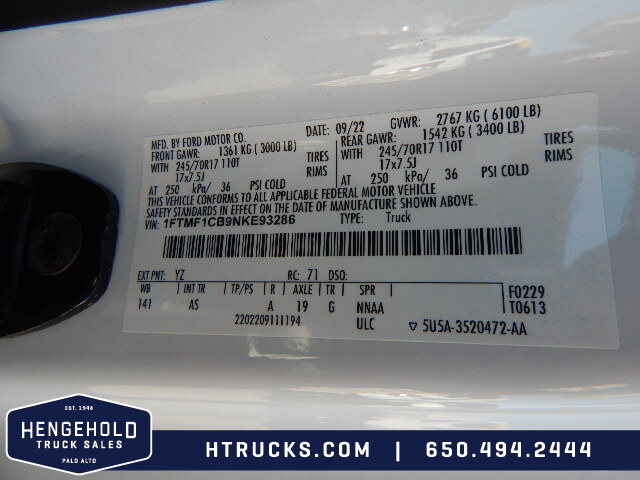 MFD. BY FORD MOTOR CO.
DATE: 09/22 GVWR: 2767 KG ( 6100 LB)
FRONT GAWR: 1361 KG ( 3000 LB)
REAR GAWR: 1542 KG ( 3400 LB)
WITH 245/70R17 110T TIRES
WITH 245/70R17 110T TIRES
17x7.5J RIMS
17x7.5J RIMS
AT 250 kPa/ 36 PSI COLD
AT 250 kPa/ 36 PSI COLD
THIS VEHICLE CONFORMS TO ALL APPLICABLE FEDERAL MOTOR VEHICLE
SAFETY STANDARDS IN EFFECT ON THE DATE OF MANUFACTURE SHOWN ABOVE.
VIN: 1FTMF1CB9NKE93286 TYPE: Truck
EXT PNT: YZ RC: 71 DSO:
WB INT TR TP/PS R AXLE TR SPR
141 AS A 19 G NNAA
F0229
T0613
2202209111194 ULC ▽ 5U5A-3520472-AA
EST. 1940
HENGEHOLD
TRUCK SALES
PALO ALTO
HTRUCKS.COM | 650.494.2444